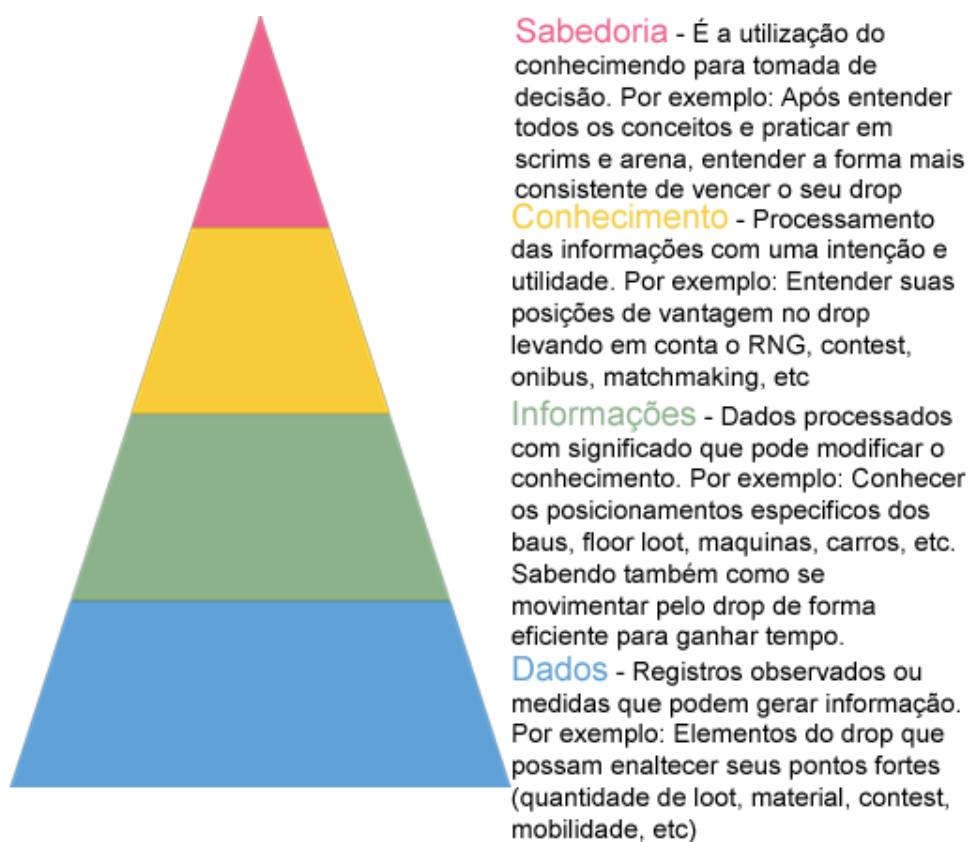 Sabedoria - É a utilização do
conhecimendo para tomada de
decisão. Por exemplo: Após entender
todos os conceitos e praticar em
scrims e arena, entender a forma mais
consistente de vencer o seu drop
Conhecimento - Processamento
das informações com uma intenção e
utilidade. Por exemplo: Entender suas
posições de vantagem no drop
levando em conta o RNG, contest,
onibus, matchmaking, etc
Informações - Dados processados
com significado que pode modificar o
conhecimento. Por exemplo: Conhecer
os posicionamentos especificos dos
baus, floor loot, maquinas, carros, etc.
Sabendo também como se
movimentar pelo drop de forma
eficiente para ganhar tempo.
Dados - Registros observados ou
medidas que podem gerar informação.
Por exemplo: Elementos do drop que
possam enaltecer seus pontos fortes
(quantidade de loot, material, contest,
mobilidade, etc)